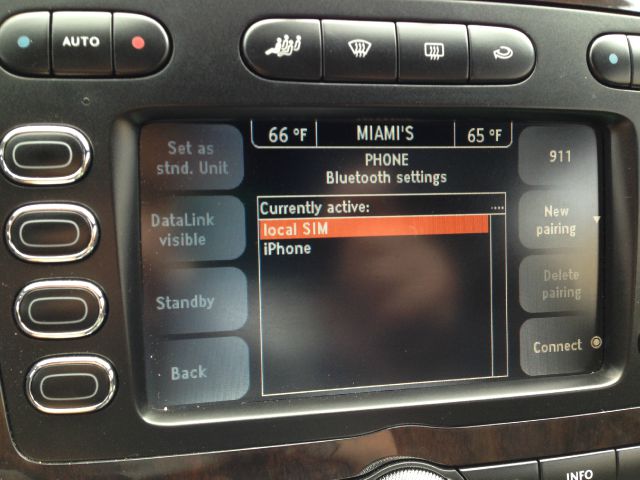 AUTO
66 °F MIAMI'S 65 °F
PHONE
Bluetooth settings
Set as
stnd. Unit
DataLink
visible
Standby
Back
Currently active: ....
local SIM
iPhone
911
New
pairing
Delete
pairing
Connect
INFO